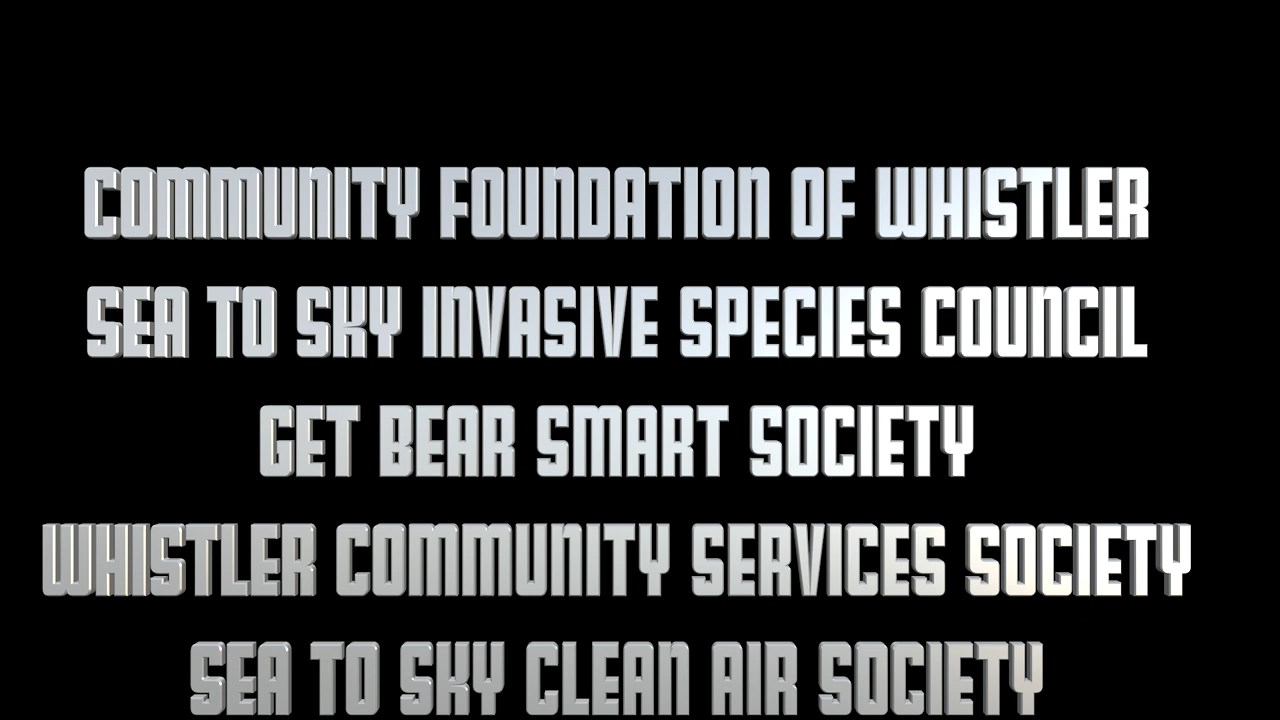 COMMUNITY FOUNDATION OF WHISTLER
SEA TO SKY INVASIVE SPECIES COUNCIL
GET BEAR SMART SOCIETY
WHISTLER COMMUNITY SERVICES SOCIETY
SEA TO SKY CLEAN AIR SOCIETY